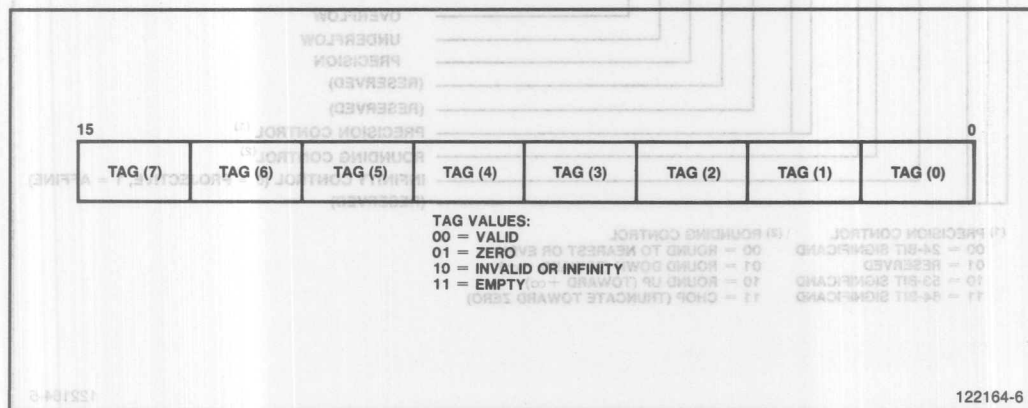 15 0
TAG (7) TAG (6) TAG (5) TAG (4) TAG (3) TAG (2) TAG (1) TAG (0)
TAG VALUES:
00 = VALID
01 = ZERO
10 = INVALID OR INFINITY
11 = EMPTY
122164-6